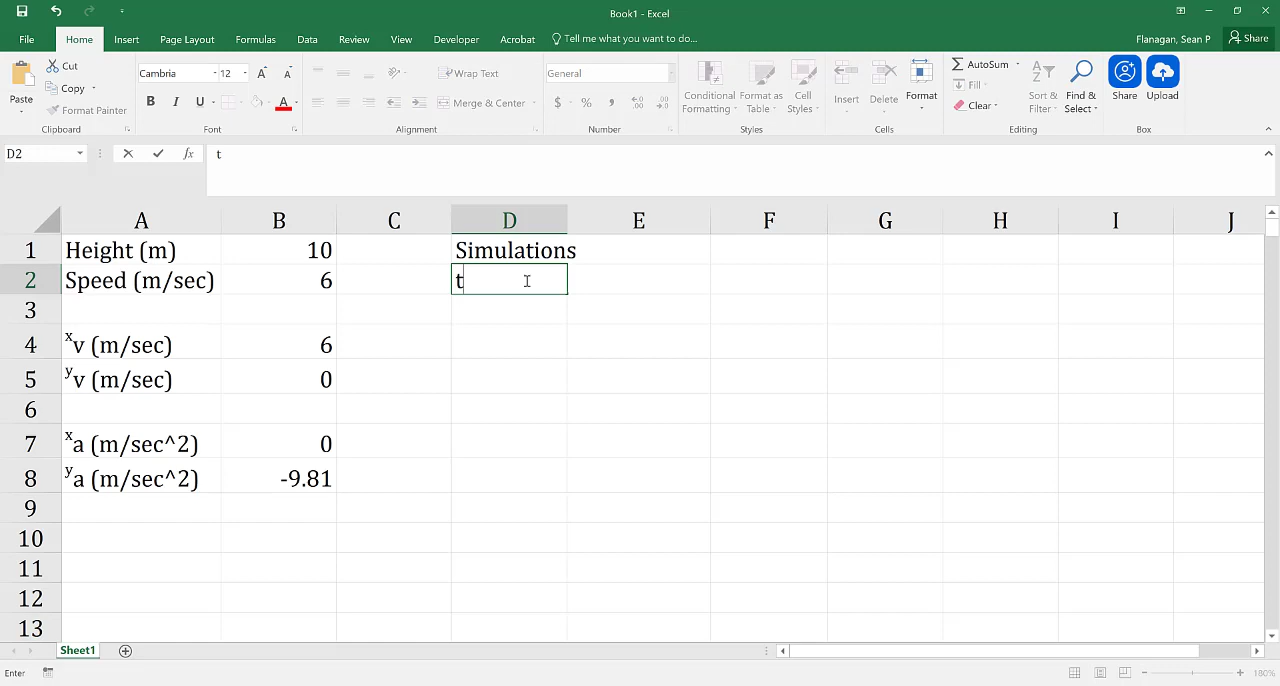 Book1 - Excel
File Home Insert Page Layout Formulas Data Review View Developer Acrobat Tell me what you want to do... Flanagan, Sean P Share
Paste Cut Copy Format Painter Clipboard
Cambria 12 A A B I U A Font
Wrap Text Merge & Center Alignment
General $ % , Number
Conditional Formatting Format as Table Cell Styles Styles
Insert Delete Format Cells
AutoSum Fill Clear Sort & Filter Find & Select Editing
Share Upload Box
D2 fx t
A B C D E F G H I J
1 Height (m) 10 Simulations
2 Speed (m/sec) 6 t
3
4 xv (m/sec) 6
5 yv (m/sec) 0
6
7 xa (m/sec^2) 0
8 ya (m/sec^2) -9.81
9
10
11
12
13
Sheet1
Enter 180%